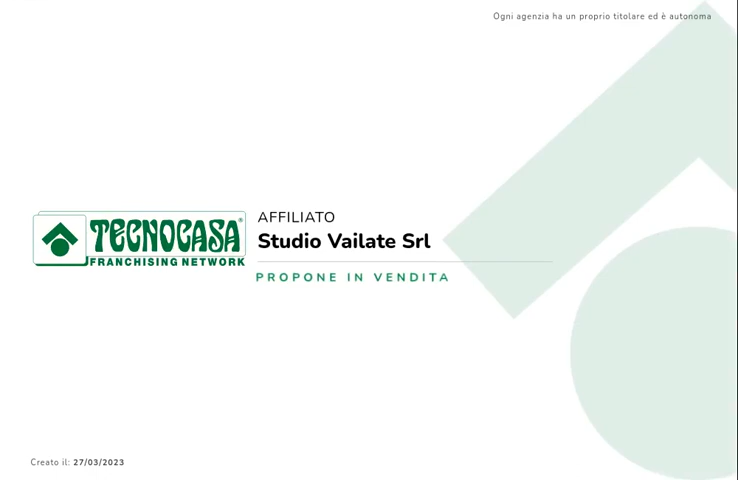 Ogni agenzia ha un proprio titolare ed è autonoma
TECNOCASA®
FRANCHISING NETWORK
AFFILIATO
Studio Vailate Srl
PROPONE IN VENDITA
Creato il: 27/03/2023